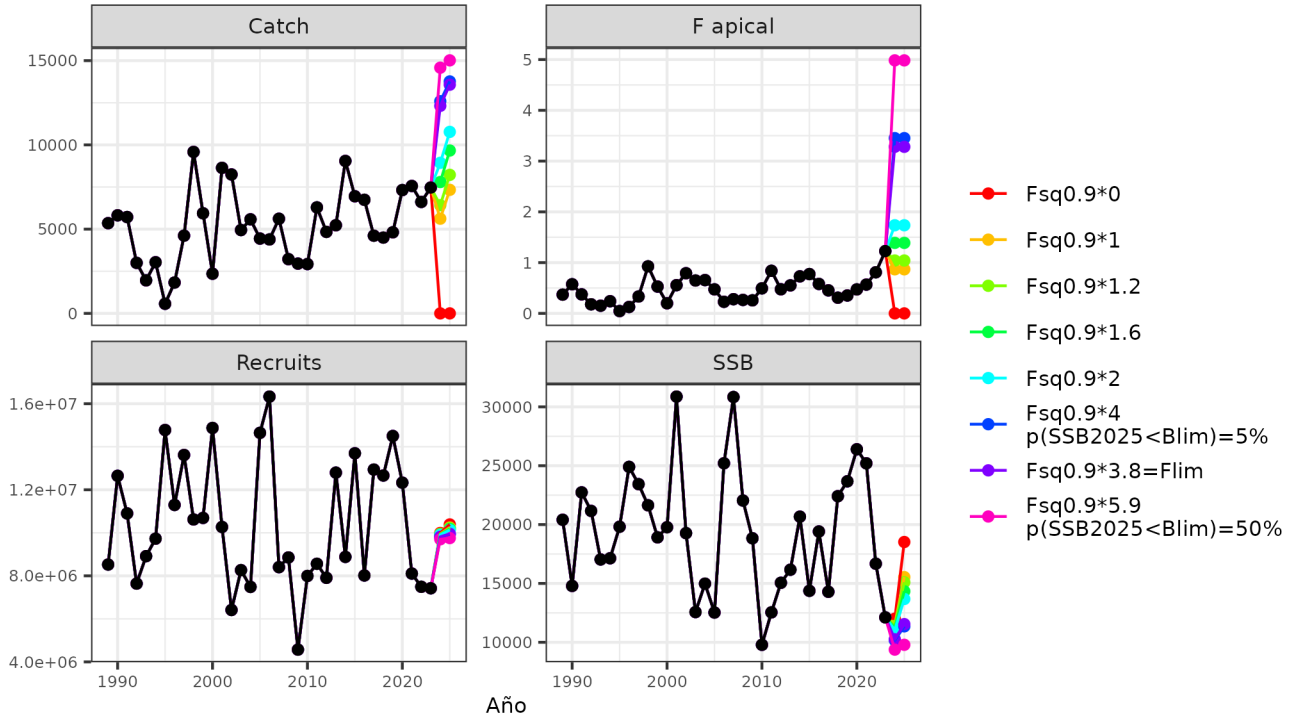 Catch
15000
10000
5000
0
F apical
5
4
3
2
1
0
Recruits
1.6e+07
1.2e+07
8.0e+06
4.0e+06
1990
2000
2010
2020
SSB
30000
25000
20000
15000
10000
1990
2000
2010
2020
Año
Fsq0.9*0
Fsq0.9*1
Fsq0.9*1.2
Fsq0.9*1.6
Fsq0.9*2
Fsq0.9*4
p(SSB2025<Blim)=5%
Fsq0.9*3.8=Flim
Fsq0.9*5.9
p(SSB2025<Blim)=50%